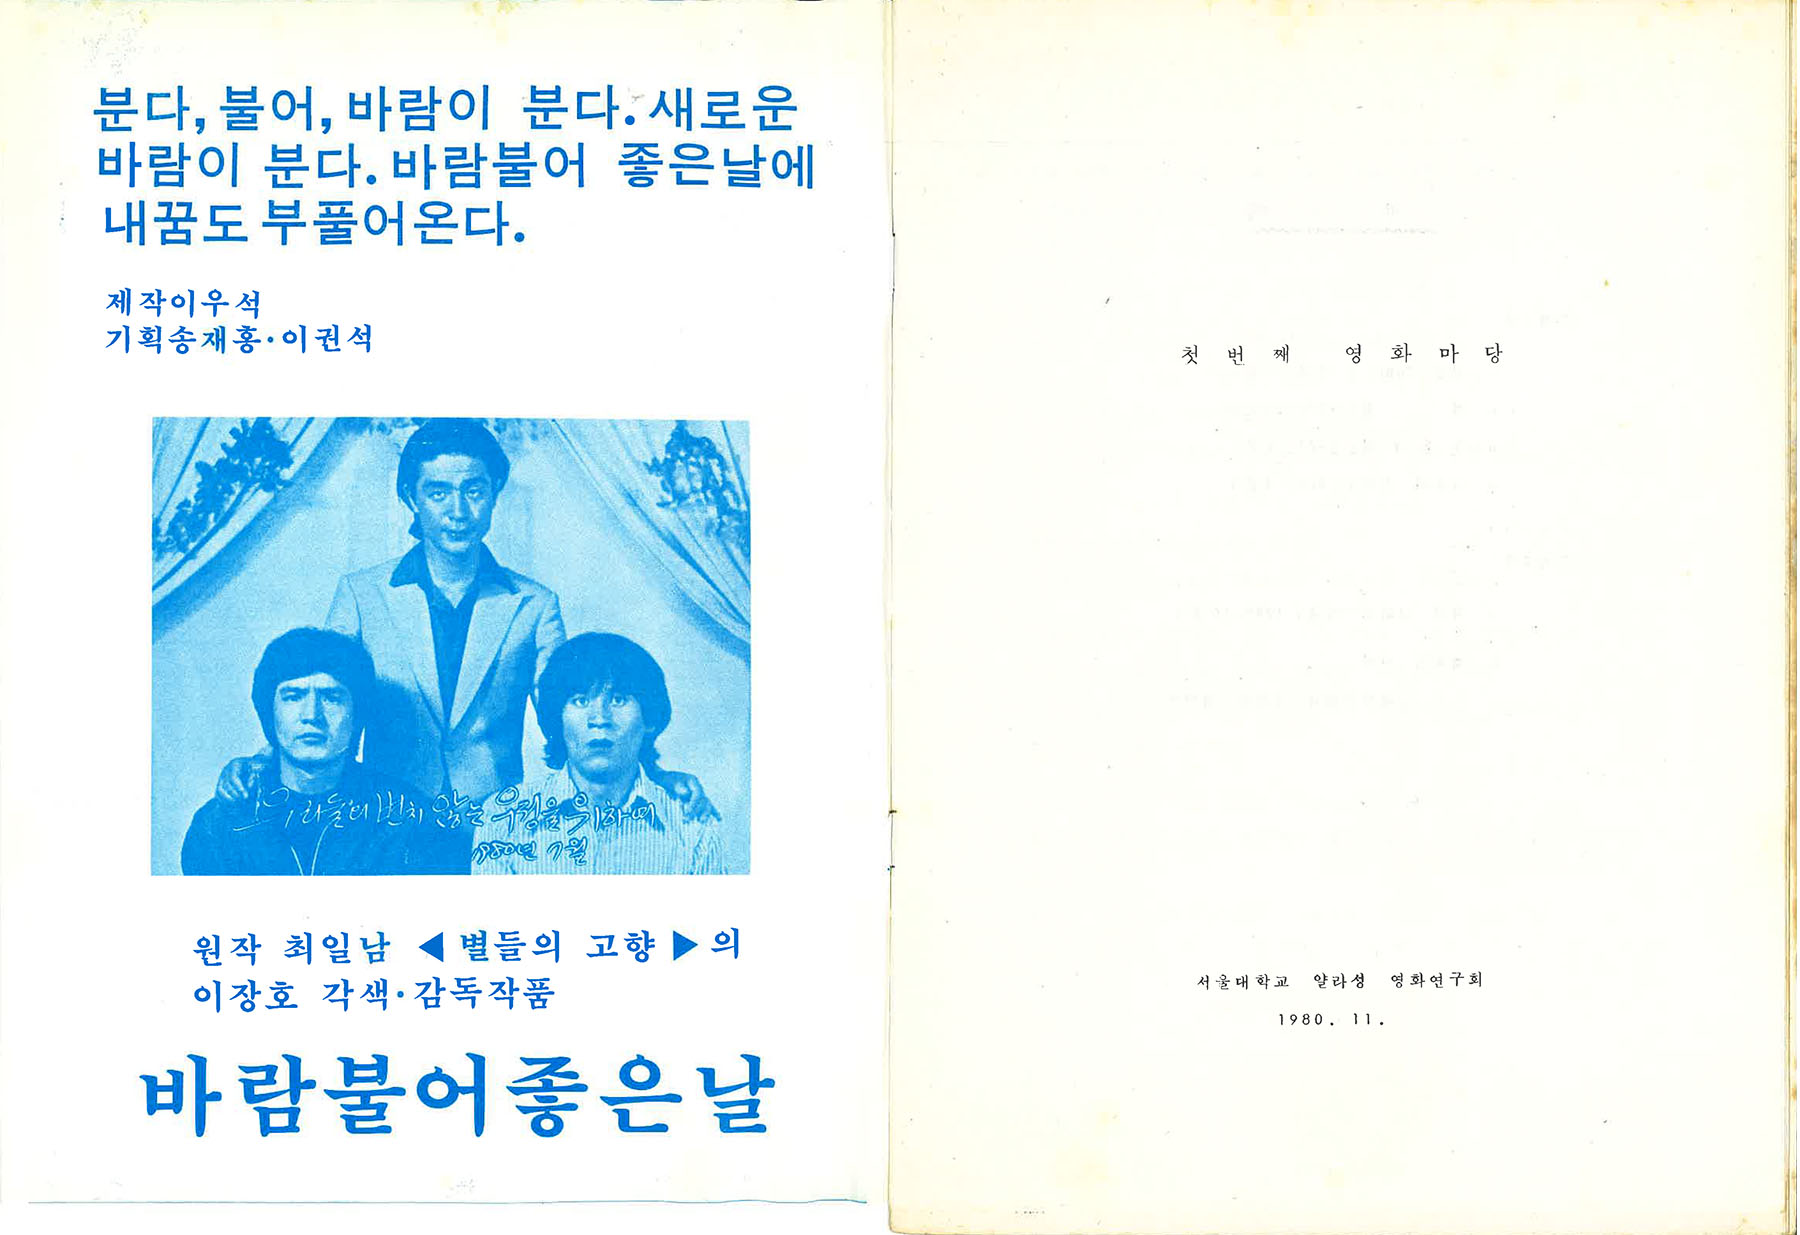 분다, 불어, 바람이 분다. 새로운
바람이 분다. 바람불어 좋은날에
내꿈도 부풀어온다.
제작이우석
기획송재홍·이권석
우리들의 변치 않는 우정을 위하여
1980년 7월
원작 최일남 ◀별들의 고향▶의
이장호 각색·감독작품
바람불어좋은날
첫 번 째 영 화 마 당
서울대학교 얄라셩 영화연구회
1980. 11.